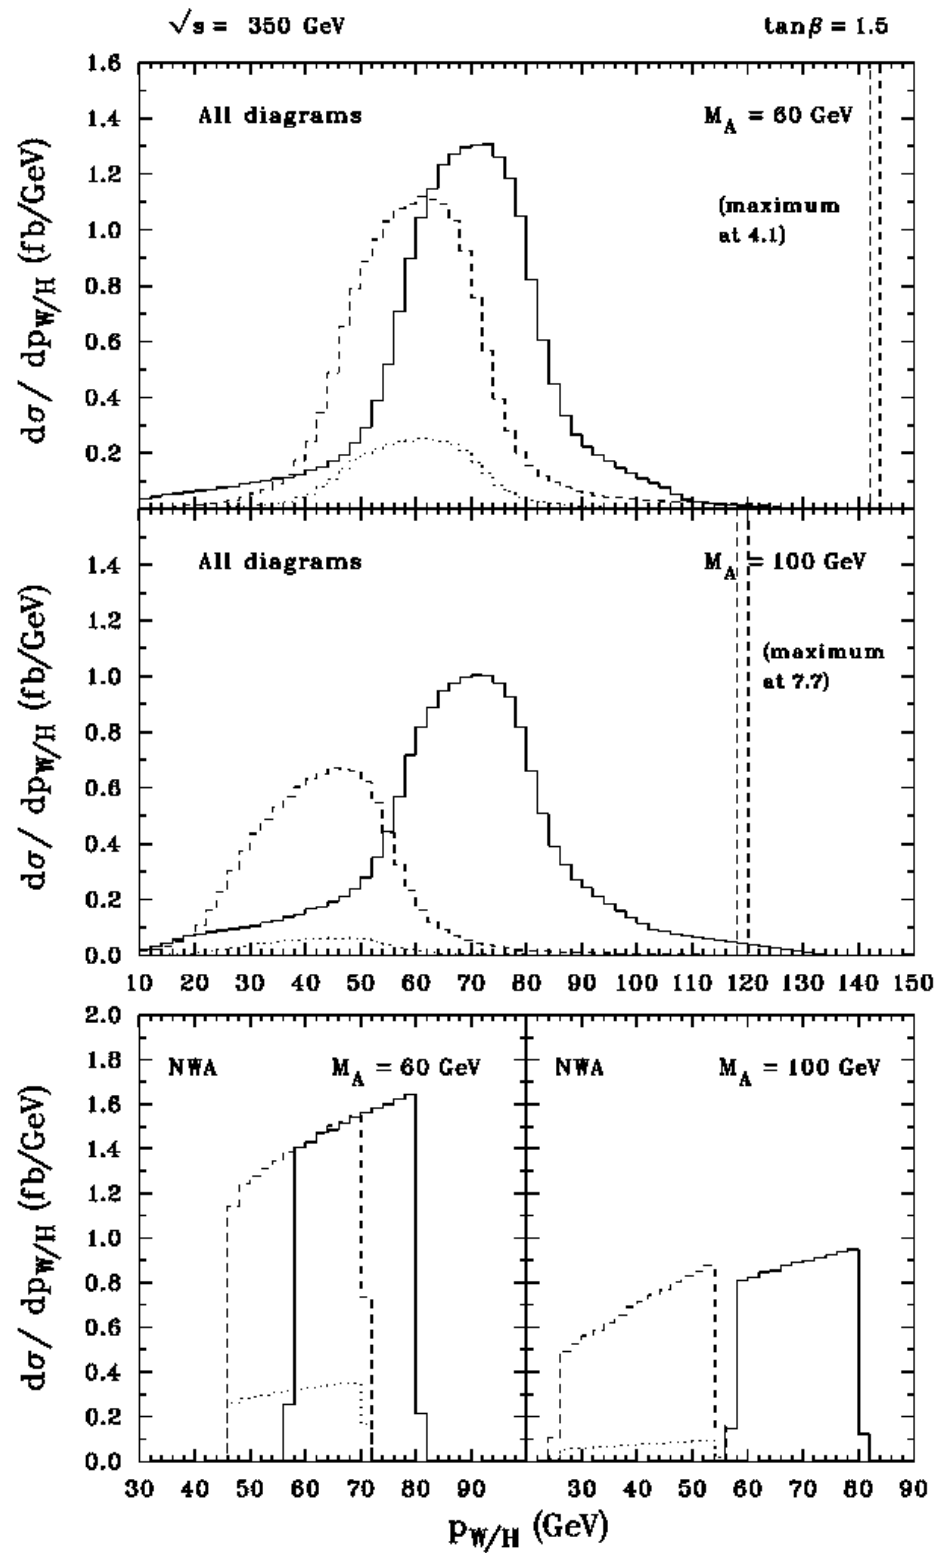 √s = 350 GeV tanβ = 1.5
1.6
All diagrams M_A = 60 GeV
1.4
1.2
(maximum
at 4.1)
1.0
0.8
0.6
0.4
0.2
dσ/ dp_W/H (fb/GeV)
All diagrams M_A = 100 GeV
1.4
1.2
(maximum
at 7.7)
1.0
0.8
0.6
0.4
0.2
0.0
dσ/ dp_W/H (fb/GeV)
10 20 30 40 50 60 70 80 90 100 110 120 130 140 150
2.0
1.8
NWA M_A = 60 GeV NWA M_A = 100 GeV
1.6
1.4
1.2
1.0
0.8
0.6
0.4
0.2
0.0
dσ/ dp_W/H (fb/GeV)
30 40 50 60 70 80 90 30 40 50 60 70 80 90
p_W/H (GeV)